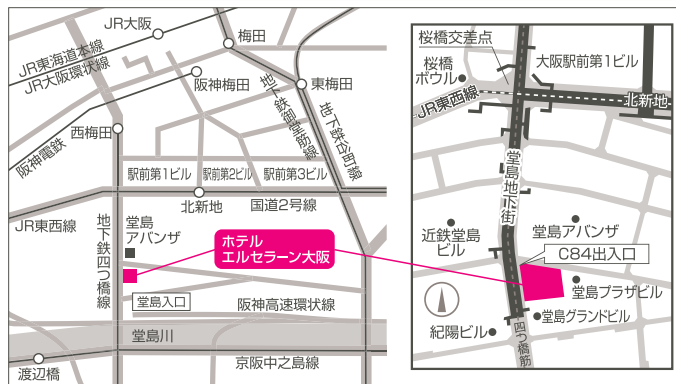 JR大阪
梅田
JR東海道本線
JR大阪環状線
阪神梅田
東梅田
地下鉄御堂筋線
地下鉄谷町線
西梅田
阪神電鉄
駅前第1ビル
駅前第2ビル
駅前第3ビル
北新地
国道2号線
JR東西線
地下鉄四つ橋線
堂島
アバンザ
ホテル
エルセラーン大阪
堂島入口
阪神高速環状線
堂島川
京阪中之島線
渡辺橋
桜橋交差点
桜橋
ボウル
大阪駅前第1ビル
JR東西線
北新地
堂島地下街
近鉄堂島
ビル
堂島アバンザ
C84出入口
堂島プラザビル
堂島グランドビル
紀陽ビル
四つ橋筋